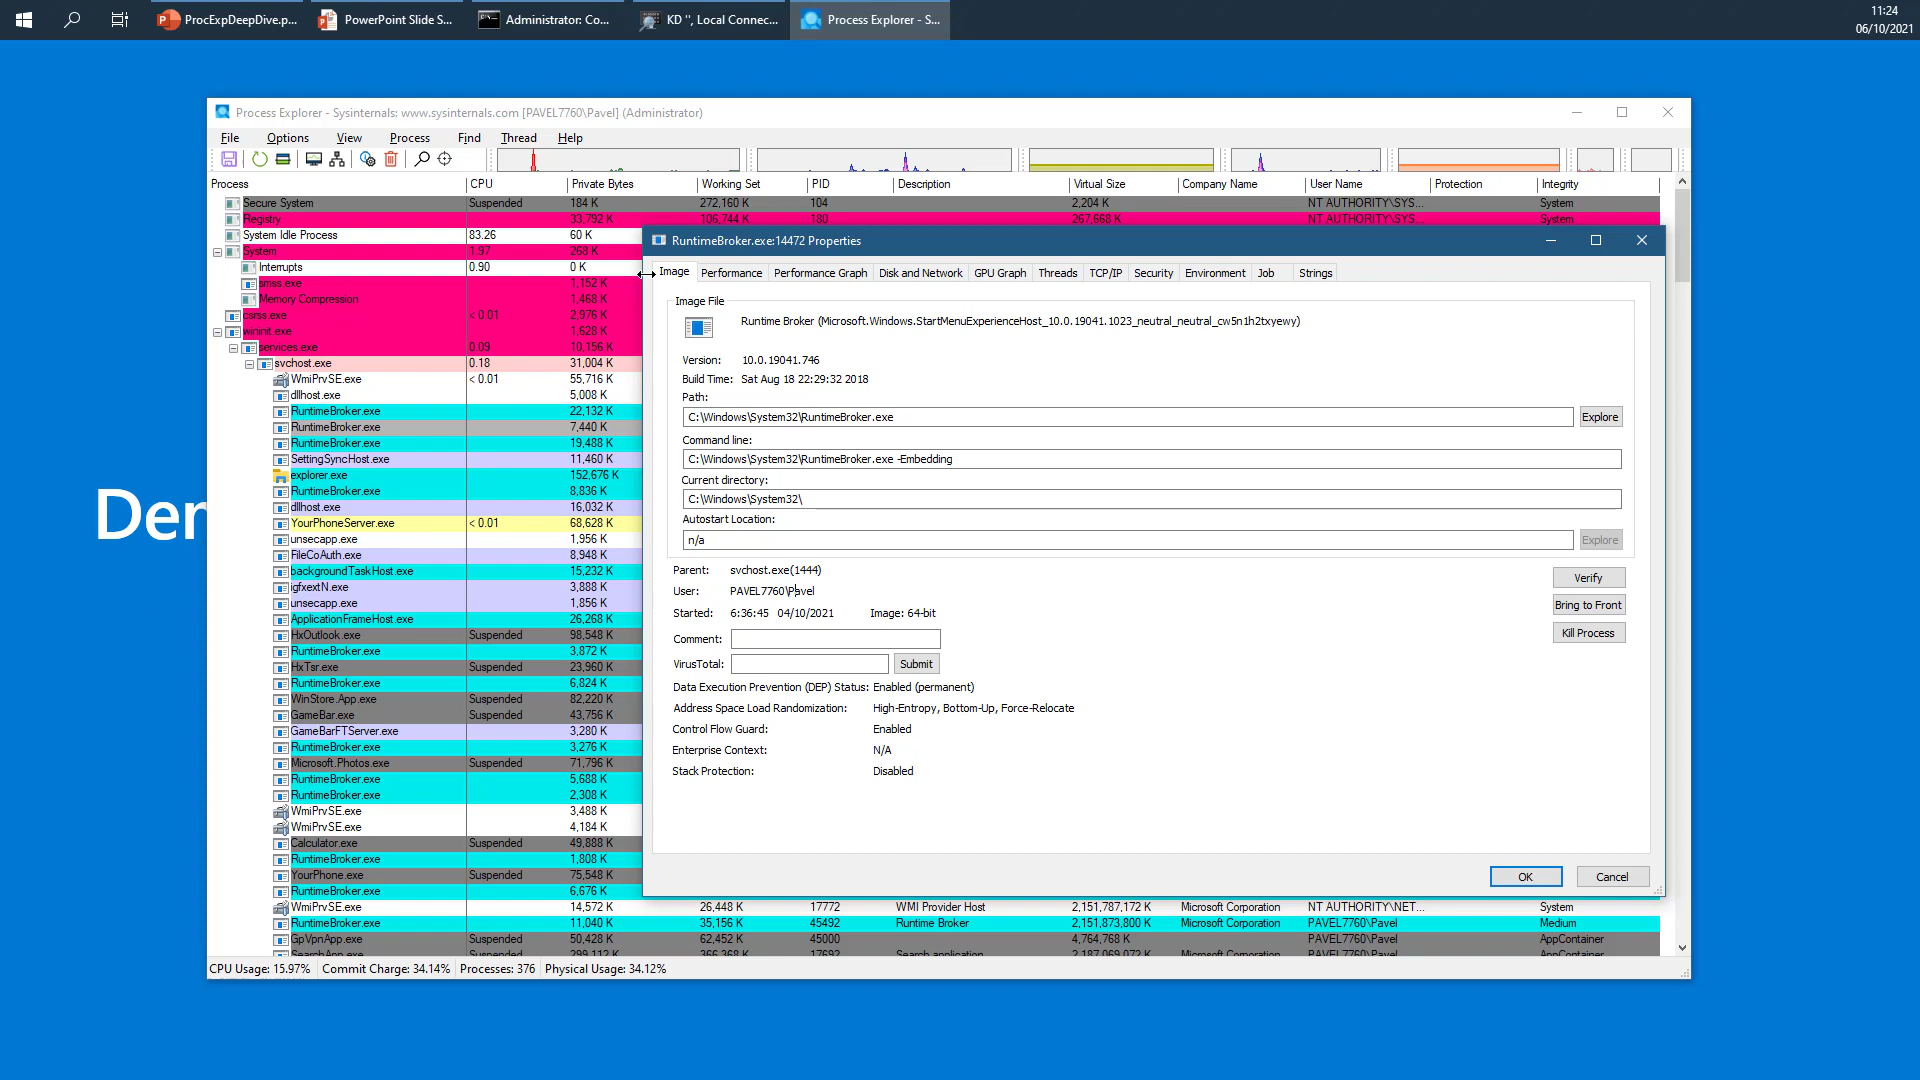 ProcExpDeepDive.p...
PowerPoint Slide S...
Administrator: Co...
KD '', Local Connec...
Process Explorer - S...
11:24
06/10/2021
Der
Process Explorer - Sysinternals: www.sysinternals.com [PAVEL7760\Pavel] (Administrator)
File Options View Process Find Thread Help
Process CPU Private Bytes Working Set PID Description Virtual Size Company Name User Name Protection Integrity
Secure System Suspended 184 K 272,160 K 104 2,204 K NT AUTHORITY\SYS... System
Registry 33,792 K 106,744 K 180 267,668 K NT AUTHORITY\SYS... System
System Idle Process 83.26 60 K
System 1.97 268 K
Interrupts 0.90 0 K
smss.exe 1,152 K
Memory Compression 1,468 K
csrss.exe < 0.01 2,976 K
wininit.exe 1,628 K
services.exe 0.09 10,156 K
svchost.exe 0.18 31,004 K
WmiPrvSE.exe < 0.01 55,716 K
dllhost.exe 5,008 K
RuntimeBroker.exe 22,132 K
RuntimeBroker.exe 7,440 K
RuntimeBroker.exe 19,488 K
SettingSyncHost.exe 11,460 K
explorer.exe 152,676 K
RuntimeBroker.exe 8,836 K
dllhost.exe 16,032 K
YourPhoneServer.exe < 0.01 68,628 K
unsecapp.exe 1,956 K
FileCoAuth.exe 8,948 K
backgroundTaskHost.exe 15,232 K
igfxextN.exe 3,888 K
unsecapp.exe 1,856 K
ApplicationFrameHost.exe 26,268 K
HxOutlook.exe Suspended 98,548 K
RuntimeBroker.exe 3,872 K
HxTsr.exe Suspended 23,960 K
RuntimeBroker.exe 6,824 K
WinStore.App.exe Suspended 82,220 K
GameBar.exe Suspended 43,756 K
GameBarFTServer.exe 3,280 K
RuntimeBroker.exe 3,276 K
Microsoft.Photos.exe Suspended 71,796 K
RuntimeBroker.exe 5,688 K
RuntimeBroker.exe 2,308 K
WmiPrvSE.exe 3,488 K
WmiPrvSE.exe 4,184 K
Calculator.exe Suspended 49,888 K
RuntimeBroker.exe 1,808 K
YourPhone.exe Suspended 75,548 K
RuntimeBroker.exe 6,676 K
WmiPrvSE.exe 14,572 K 26,448 K 17772 WMI Provider Host 2,151,787,172 K Microsoft Corporation NT AUTHORITY\NET... System
RuntimeBroker.exe 11,040 K 35,156 K 45492 Runtime Broker 2,151,873,800 K Microsoft Corporation PAVEL7760\Pavel Medium
GpVpnApp.exe Suspended 50,428 K 62,452 K 45000 4,764,768 K PAVEL7760\Pavel AppContainer
SearchApp.exe Suspended 299,112 K 366,368 K 17692 Search application 2,187,069,072 K Microsoft Corporation PAVEL7760\Pavel AppContainer
CPU Usage: 15.97% Commit Charge: 34.14% Processes: 376 Physical Usage: 34.12%
RuntimeBroker.exe:14472 Properties
Image Performance Performance Graph Disk and Network GPU Graph Threads TCP/IP Security Environment Job Strings
Image File
Runtime Broker (Microsoft.Windows.StartMenuExperienceHost_10.0.19041.1023_neutral_neutral_cw5n1h2txyewy)
Version: 10.0.19041.746
Build Time: Sat Aug 18 22:29:32 2018
Path:
C:\Windows\System32\RuntimeBroker.exe Explore
Command line:
C:\Windows\System32\RuntimeBroker.exe -Embedding
Current directory:
C:\Windows\System32\
Autostart Location:
n/a Explore
Parent: svchost.exe(1444) Verify
User: PAVEL7760\Pavel
Bring to Front
Started: 6:36:45 04/10/2021 Image: 64-bit
Comment: Kill Process
VirusTotal: Submit
Data Execution Prevention (DEP) Status: Enabled (permanent)
Address Space Load Randomization: High-Entropy, Bottom-Up, Force-Relocate
Control Flow Guard: Enabled
Enterprise Context: N/A
Stack Protection: Disabled
OK Cancel